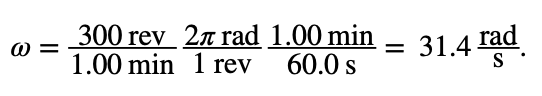 ω = 300 rev / 1.00 min 2π rad / 1 rev 1.00 min / 60.0 s = 31.4 rad / s.